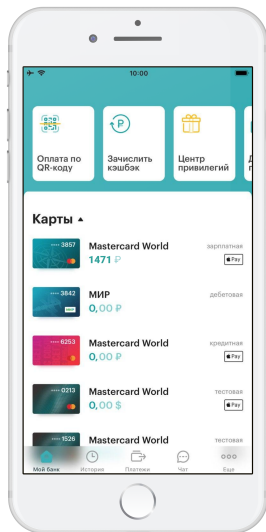 10:00
Оплата по
QR-коду
Зачислить
кэшбэк
Центр
привилегий
Карты
3857
Mastercard World
зарплатная
1471 ₽
Pay
3842
МИР
дебетовая
0,00 ₽
6253
Mastercard World
кредитная
0,00 ₽
Pay
0213
Mastercard World
тестовая
0,00 $
Pay
1526
Mastercard World
тестовая
Мой банк
История
Платежи
Чат
Еще